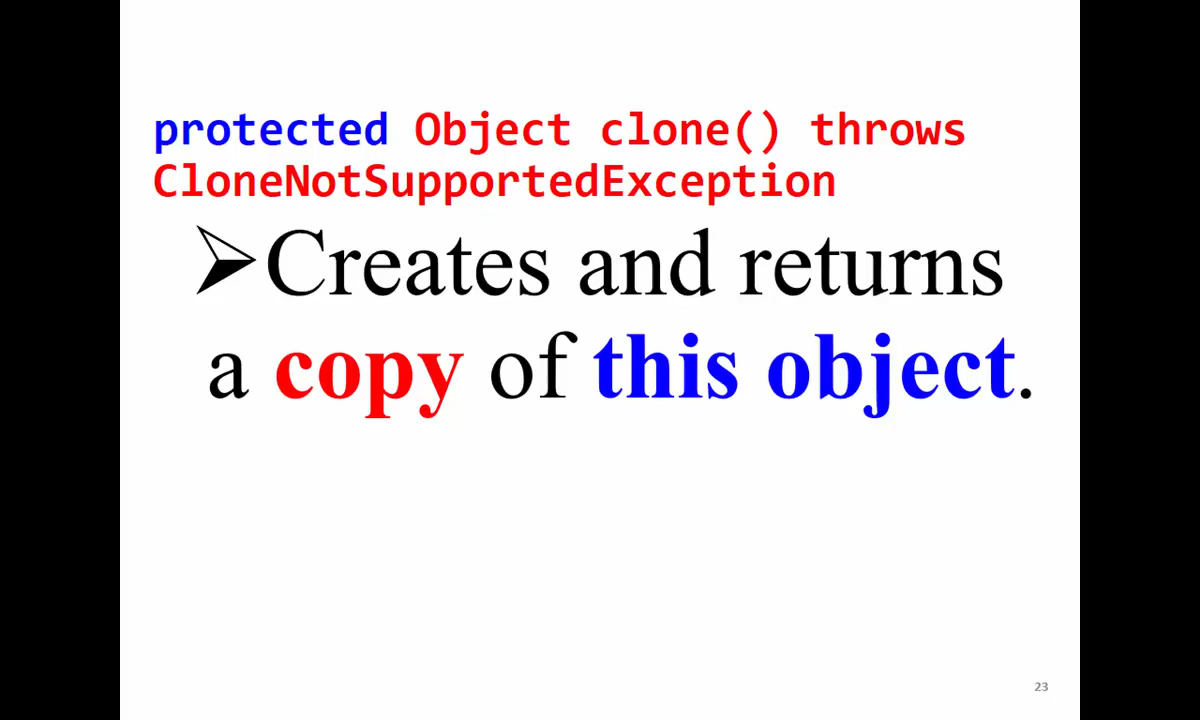 protected Object clone() throws
CloneNotSupportedException
➢Creates and returns
a copy of this object.
23